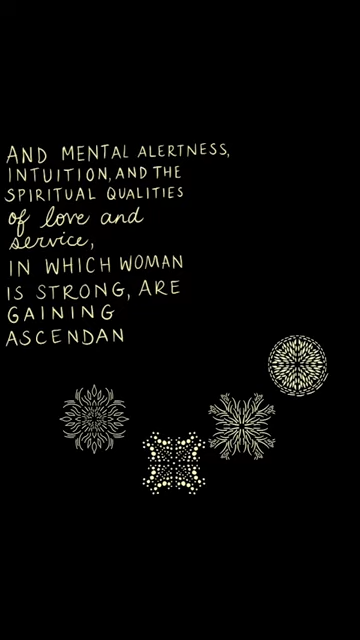 AND MENTAL ALERTNESS,
INTUITION, AND THE
SPIRITUAL QUALITIES
of love and
service,
IN WHICH WOMAN
IS STRONG, ARE
GAINING
ASCENDAN